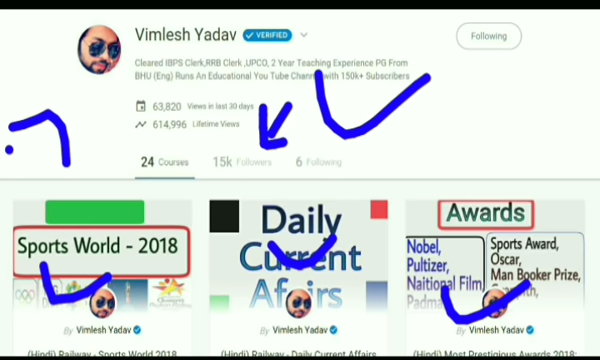 Vimlesh Yadav VERIFIED
Following
Cleared IBPS Clerk,RRB Clerk ,UPCO, 2 Year Teaching Experience PG From
BHU (Eng) Runs An Educational You Tube Channel with 150k+ Subscribers
63,820 Views in last 30 days
614,996 Lifetime Views
24 Courses 15k Followers 6 Following
Sports World - 2018
By Vimlesh Yadav
(Hindi) Railway - Sports World 2018
Daily
Current
Affairs
By Vimlesh Yadav
(Hindi) Railway - Daily Current Affairs
Awards
Nobel,
Pultizer,
Naitional Film,
Padma
Sports Award,
Oscar,
Man Booker Prize,
By Vimlesh Yadav
(Hindi) Most Prestigious Awards 2018: